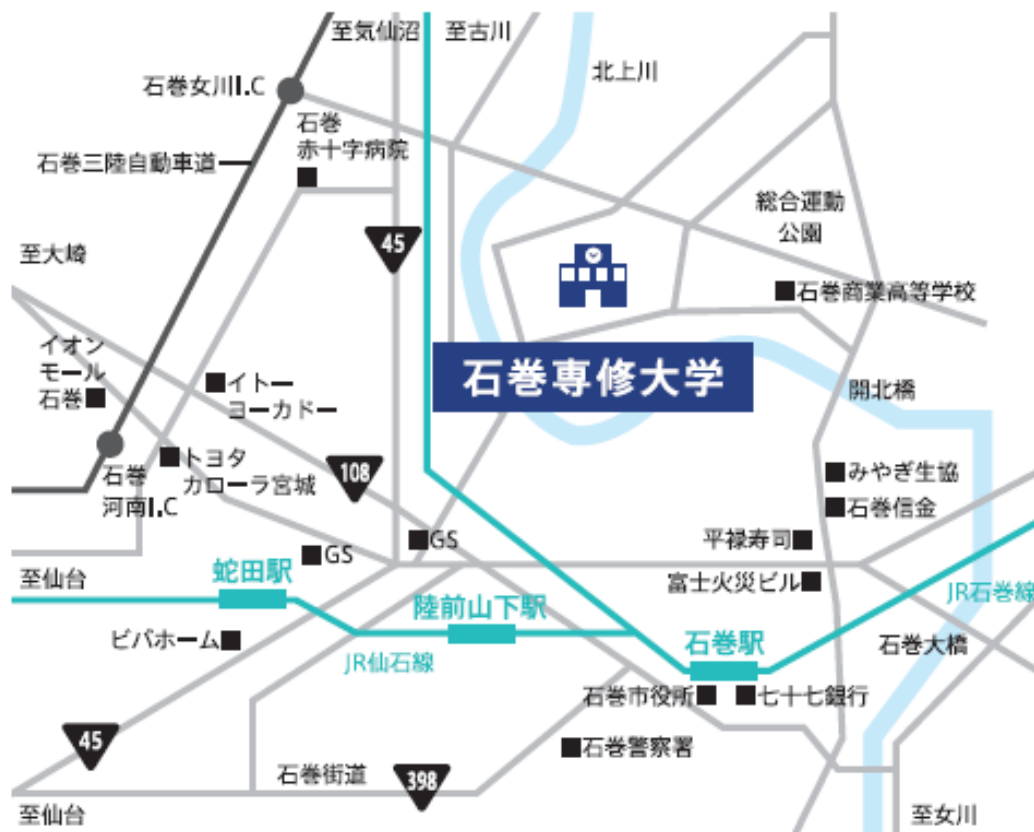 至気仙沼
至古川
北上川
石巻女川I.C
石巻
赤十字病院
石巻三陸自動車道
45
総合運動
公園
至大崎
石巻商業高等学校
イオン
モール
石巻
イトー
ヨーカドー
石巻専修大学
開北橋
石巻
河南I.C
トヨタ
カローラ宮城
108
みやぎ生協
石巻信金
GS
GS
平禄寿司
至仙台
蛇田駅
陸前山下駅
富士火災ビル
JR石巻線
ビバホーム
JR仙石線
石巻駅
石巻大橋
石巻市役所
七十七銀行
45
石巻警察署
石巻街道
398
至仙台
至女川